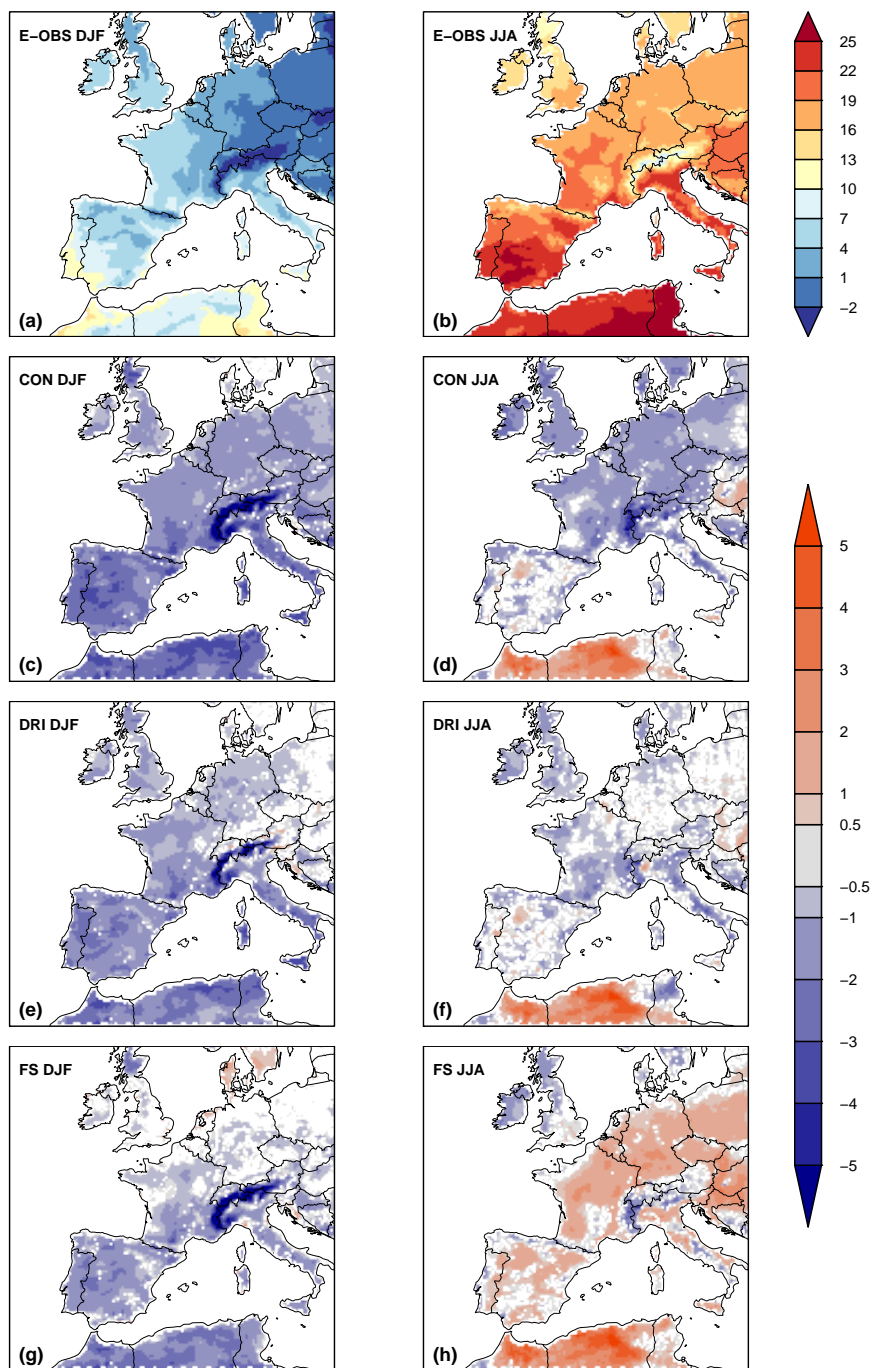 E−OBS DJF
(a)
E−OBS JJA
(b)
25
22
19
16
13
10
7
4
1
−2
CON DJF
(c)
CON JJA
(d)
DRI DJF
(e)
DRI JJA
(f)
FS DJF
(g)
FS JJA
(h)
5
4
3
2
1
0.5
−0.5
−1
−2
−3
−4
−5